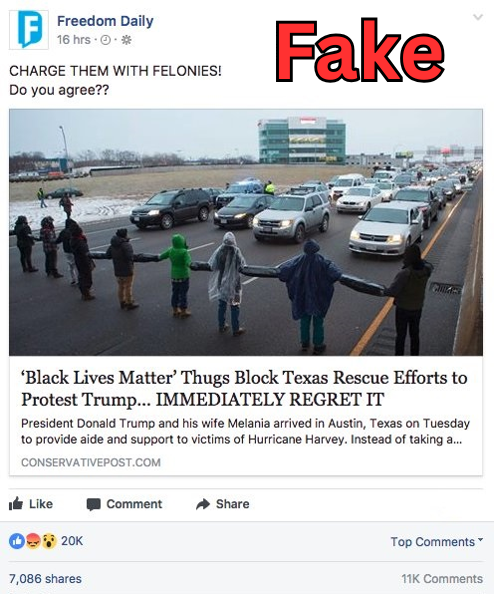 Freedom Daily
16 hrs ·
Fake
CHARGE THEM WITH FELONIES!
Do you agree??
'Black Lives Matter' Thugs Block Texas Rescue Efforts to
Protest Trump... IMMEDIATELY REGRET IT
President Donald Trump and his wife Melania arrived in Austin, Texas on Tuesday
to provide aide and support to victims of Hurricane Harvey. Instead of taking a...
CONSERVATIVEPOST.COM
Like Comment Share
20K Top Comments
7,086 shares 11K Comments